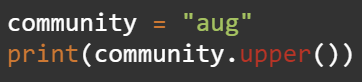 community = "aug"
print(community.upper())